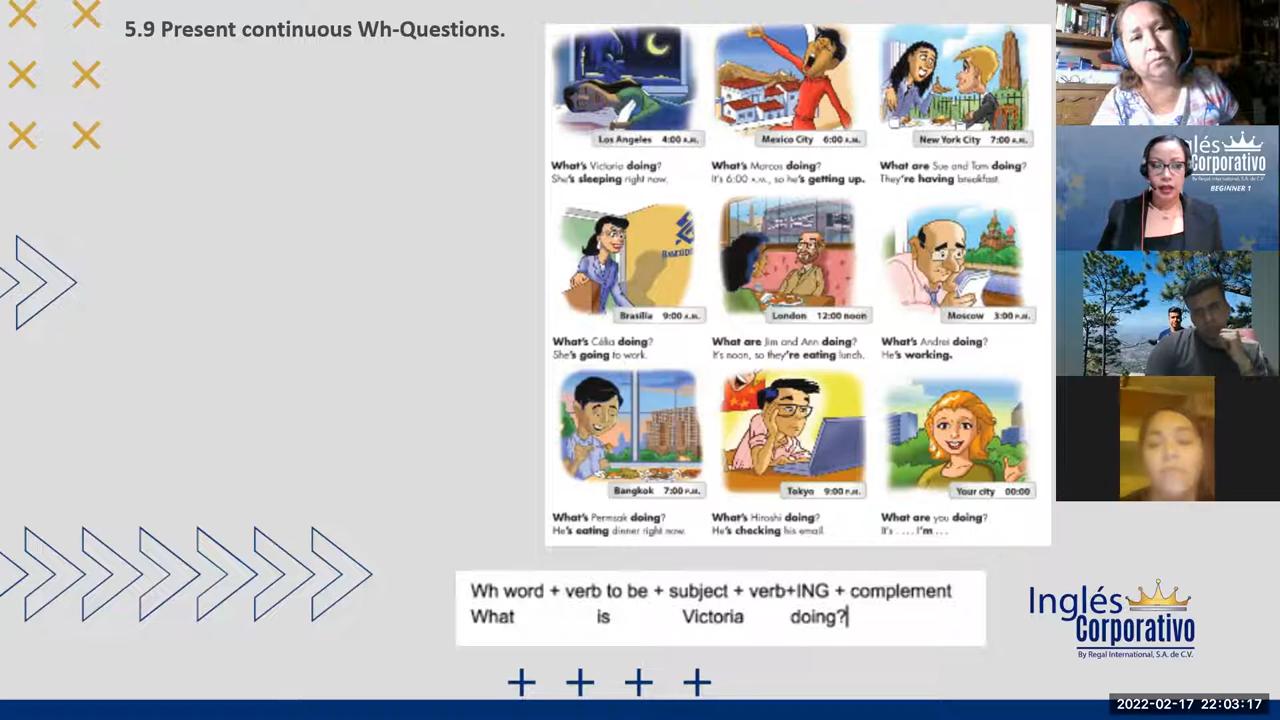 5.9 Present continuous Wh-Questions.
Los Angeles 4:00 A.M.
Mexico City 6:00 A.M.
New York City 7:00 A.M.
What's Victoria doing?
She's sleeping right now.
What's Marcos doing?
It's 6:00 A.M., so he's getting up.
What are Sue and Tom doing?
They're having breakfast.
Brasília 9:00 A.M.
London 12:00 noon
Moscow 3:00 P.M.
What's Célia doing?
She's going to work.
What are Jim and Ann doing?
It's noon, so they're eating lunch.
What's Andrei doing?
He's working.
Bangkok 7:00 P.M.
Tokyo 9:00 P.M.
Your city 00:00
What's Permsak doing?
He's eating dinner right now.
What's Hiroshi doing?
He's checking his email.
What are you doing?
It's .... I'm ...
Wh word + verb to be + subject + verb+ING + complement
What is Victoria doing?
Inglés
Corporativo
By Regal International, S.A. de C.V.
glés
Corporativo
By Regal International, S.A. de C.V.
BEGINNER 1
2022-02-17 22:03:17